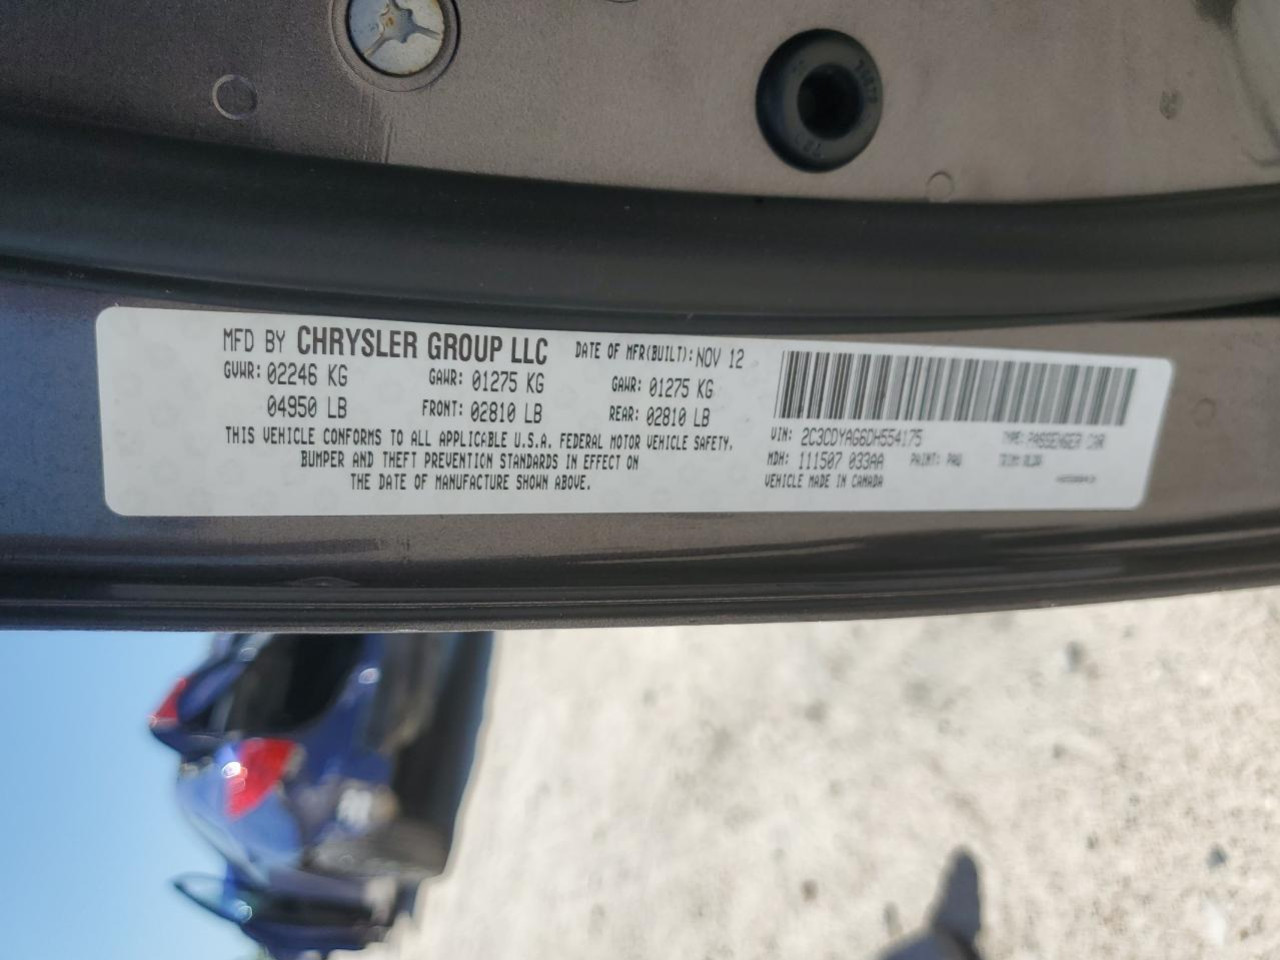 MFD BY CHRYSLER GROUP LLC DATE OF MFR(BUILT): NOV 12
GVWR: 02246 KG GAWR: 01275 KG GAWR: 01275 KG
04950 LB FRONT: 02810 LB REAR: 02810 LB
THIS VEHICLE CONFORMS TO ALL APPLICABLE U.S.A. FEDERAL MOTOR VEHICLE SAFETY,
BUMPER AND THEFT PREVENTION STANDARDS IN EFFECT ON
THE DATE OF MANUFACTURE SHOWN ABOVE.
VIN: 2C3CDYAG6DH554175 TYPE: PASSENGER CAR
MDH: 111507 033AA PAINT: PAU TRIM:
VEHICLE MADE IN CANADA